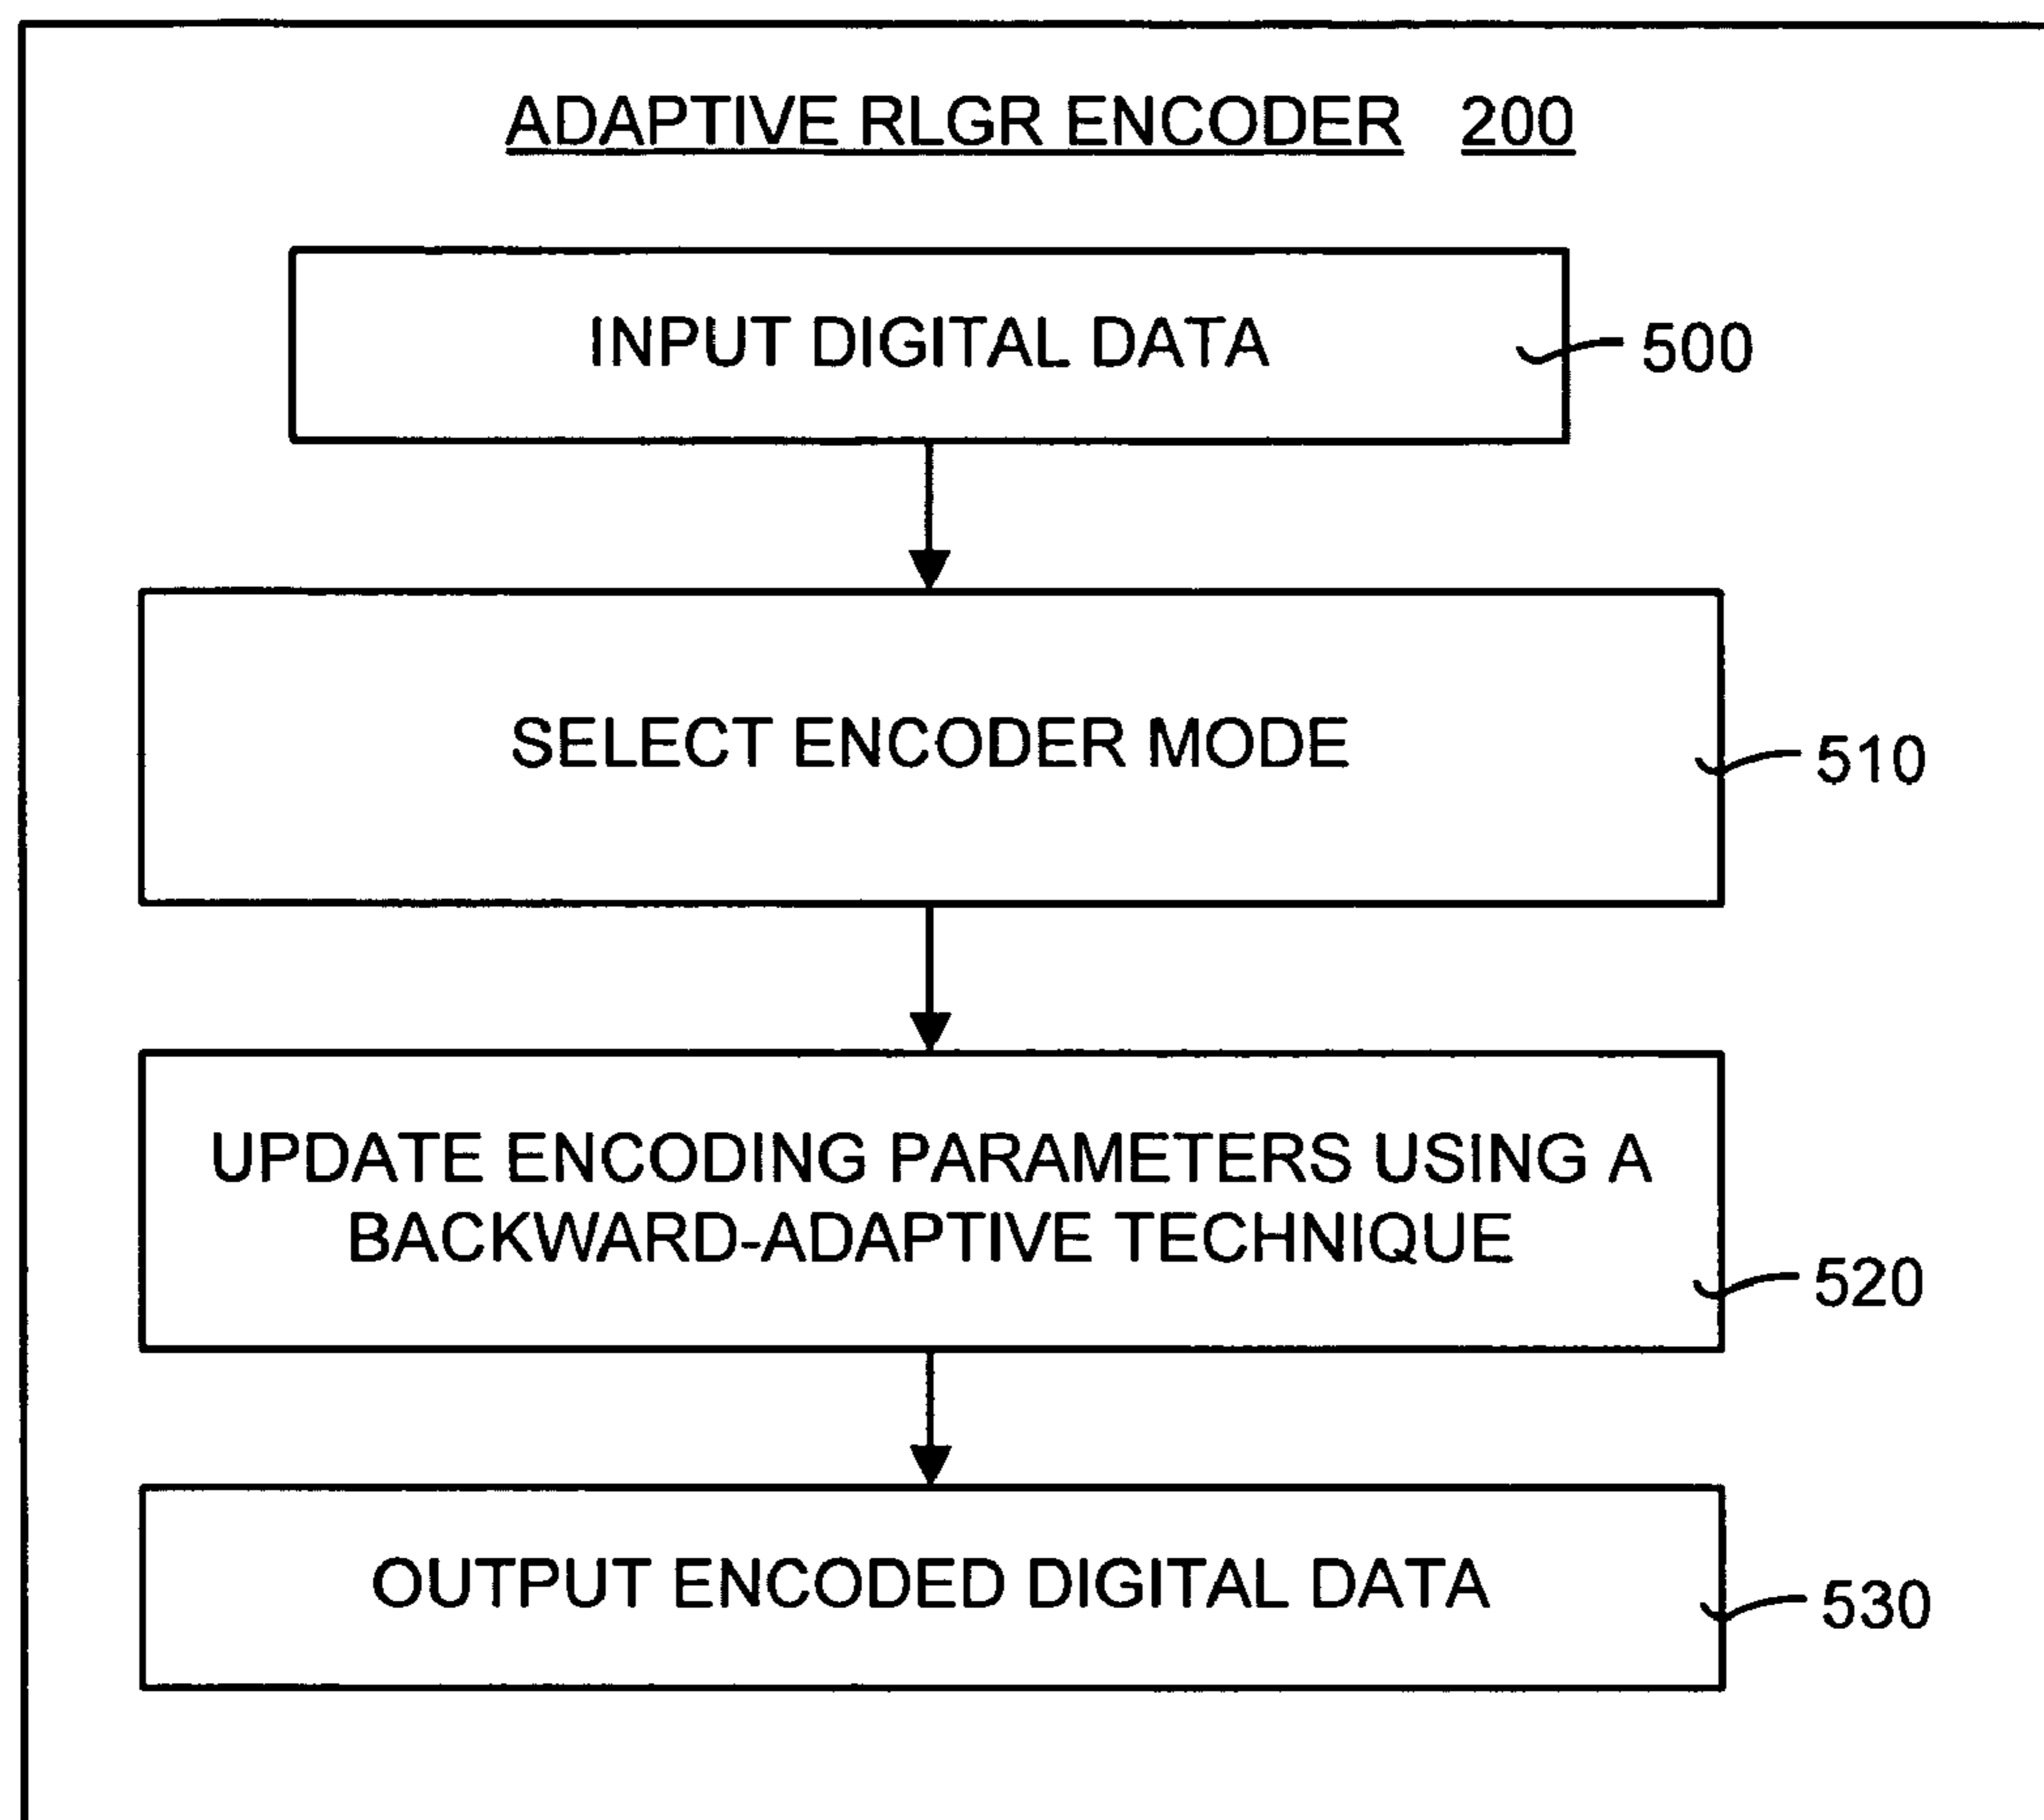 ADAPTIVE RLGR ENCODER 200
INPUT DIGITAL DATA
500
SELECT ENCODER MODE
510
UPDATE ENCODING PARAMETERS USING A
BACKWARD-ADAPTIVE TECHNIQUE
520
OUTPUT ENCODED DIGITAL DATA
530